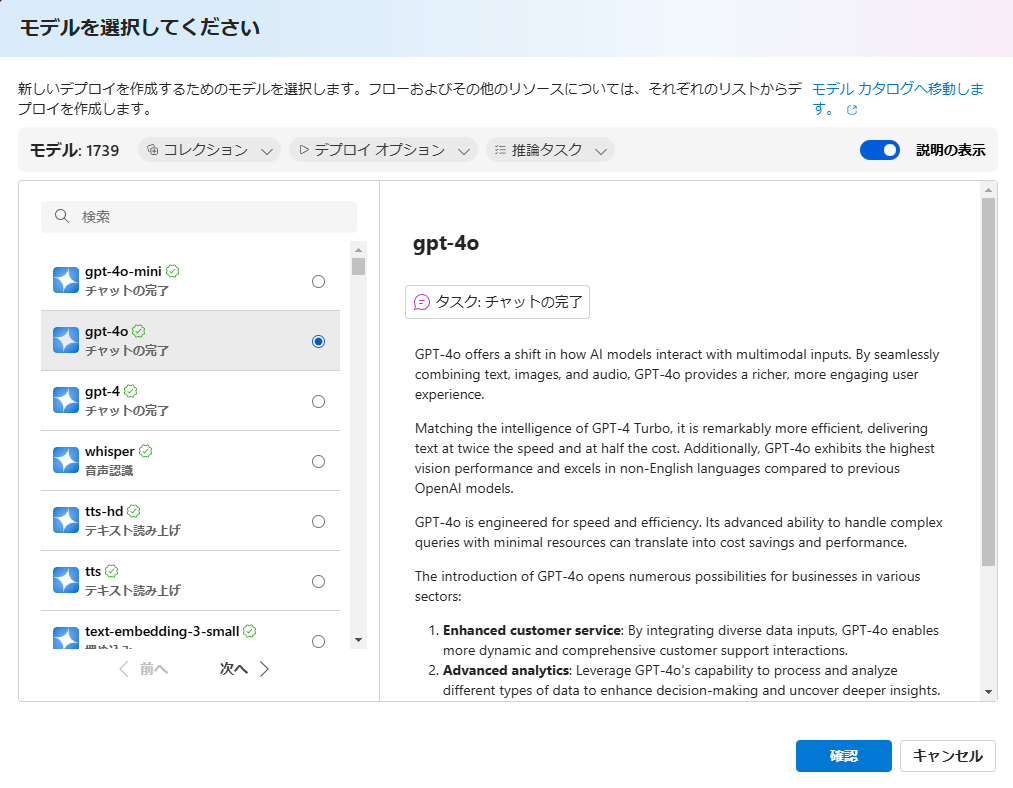 モデルを選択してください
新しいデプロイを作成するためのモデルを選択します。フローおよびその他のリソースについては、それぞれのリストからデ
プロイを作成します。
モデル カタログへ移動しま
す。
モデル: 1739
コレクション
デプロイ オプション
推論タスク
説明の表示
検索
gpt-4o-mini
チャットの完了
gpt-4o
チャットの完了
gpt-4
チャットの完了
whisper
音声認識
tts-hd
テキスト読み上げ
tts
テキスト読み上げ
text-embedding-3-small
埋め込み
前へ
次へ
gpt-4o
タスク: チャットの完了
GPT-4o offers a shift in how AI models interact with multimodal inputs. By seamlessly
combining text, images, and audio, GPT-4o provides a richer, more engaging user
experience.
Matching the intelligence of GPT-4 Turbo, it is remarkably more efficient, delivering
text at twice the speed and at half the cost. Additionally, GPT-4o exhibits the highest
vision performance and excels in non-English languages compared to previous
OpenAI models.
GPT-4o is engineered for speed and efficiency. Its advanced ability to handle complex
queries with minimal resources can translate into cost savings and performance.
The introduction of GPT-4o opens numerous possibilities for businesses in various
sectors:
1. Enhanced customer service: By integrating diverse data inputs, GPT-4o enables
more dynamic and comprehensive customer support interactions.
2. Advanced analytics: Leverage GPT-4o's capability to process and analyze
different types of data to enhance decision-making and uncover deeper insights.
確認
キャンセル